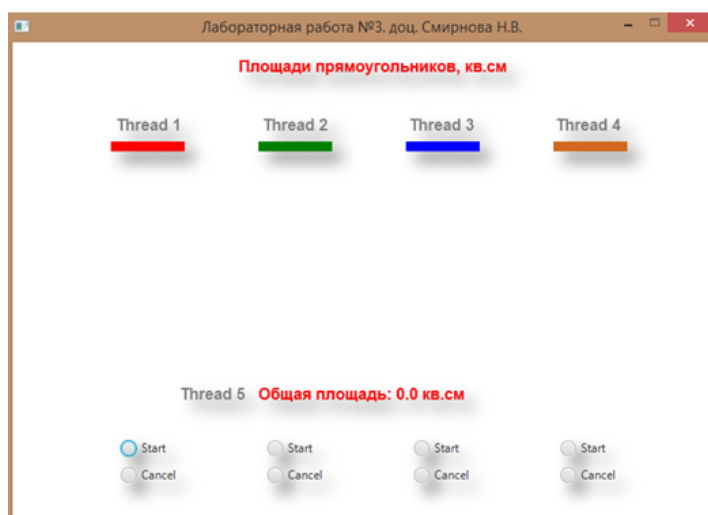 Лабораторная работа №3. доц. Смирнова Н.В.
Площади прямоугольников, кв.см
Thread 1 Thread 2 Thread 3 Thread 4
Thread 5 Общая площадь: 0.0 кв.см
Start Start Start Start
Cancel Cancel Cancel Cancel